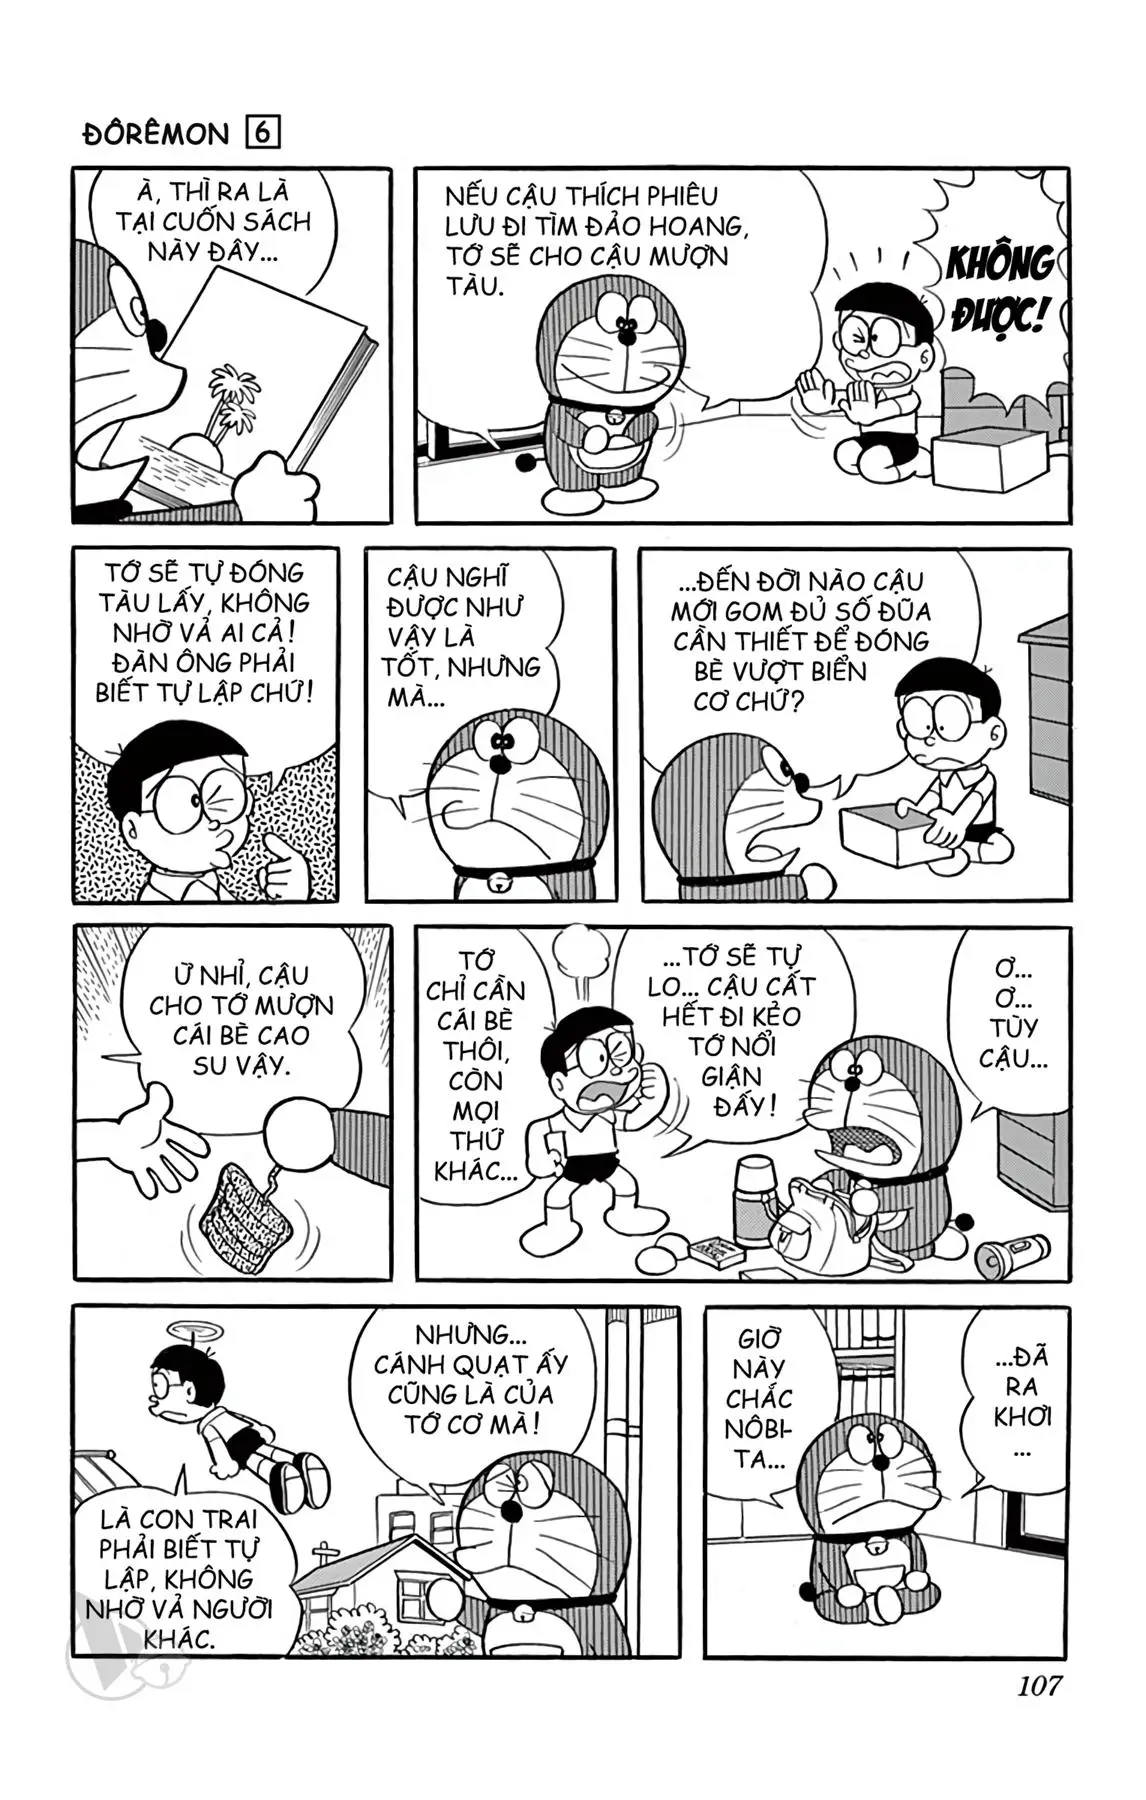 ĐÔRÊMON 6
À, THÌ RA LÀ
TẠI CUỐN SÁCH
NÀY ĐÂY...
NẾU CẬU THÍCH PHIÊU
LƯU ĐI TÌM ĐẢO HOANG,
TỚ SẼ CHO CẬU MƯỢN
TÀU.
KHÔNG
ĐƯỢC!
TỚ SẼ TỰ ĐÓNG
TÀU LẤY, KHÔNG
NHỜ VẢ AI CẢ!
ĐÀN ÔNG PHẢI
BIẾT TỰ LẬP CHỨ!
CẬU NGHĨ
ĐƯỢC NHƯ
VẬY LÀ
TỐT, NHƯNG
MÀ...
...ĐẾN ĐỜI NÀO CẬU
MỚI GOM ĐỦ SỐ ĐŨA
CẦN THIẾT ĐỂ ĐÓNG
BÈ VƯỢT BIỂN
CƠ CHỨ?
Ừ NHỈ, CẬU
CHO TỚ MƯỢN
CÁI BÈ CAO
SU VẬY.
TỚ
CHỈ CẦN
CÁI BÈ
THÔI,
CÒN
MỌI
THỨ
KHÁC...
...TỚ SẼ TỰ
LO... CẬU CẤT
HẾT ĐI KẺO
TỚ NỔI
GIẬN
ĐẤY!
Ơ...
Ơ...
TÙY
CẬU...
NHƯNG...
CÁNH QUẠT ẤY
CŨNG LÀ CỦA
TỚ CƠ MÀ!
LÀ CON TRAI
PHẢI BIẾT TỰ
LẬP, KHÔNG
NHỜ VẢ NGƯỜI
KHÁC.
GIỜ
NÀY
CHẮC
NÔBI-
TA...
...ĐÃ
RA
KHƠI
...
107